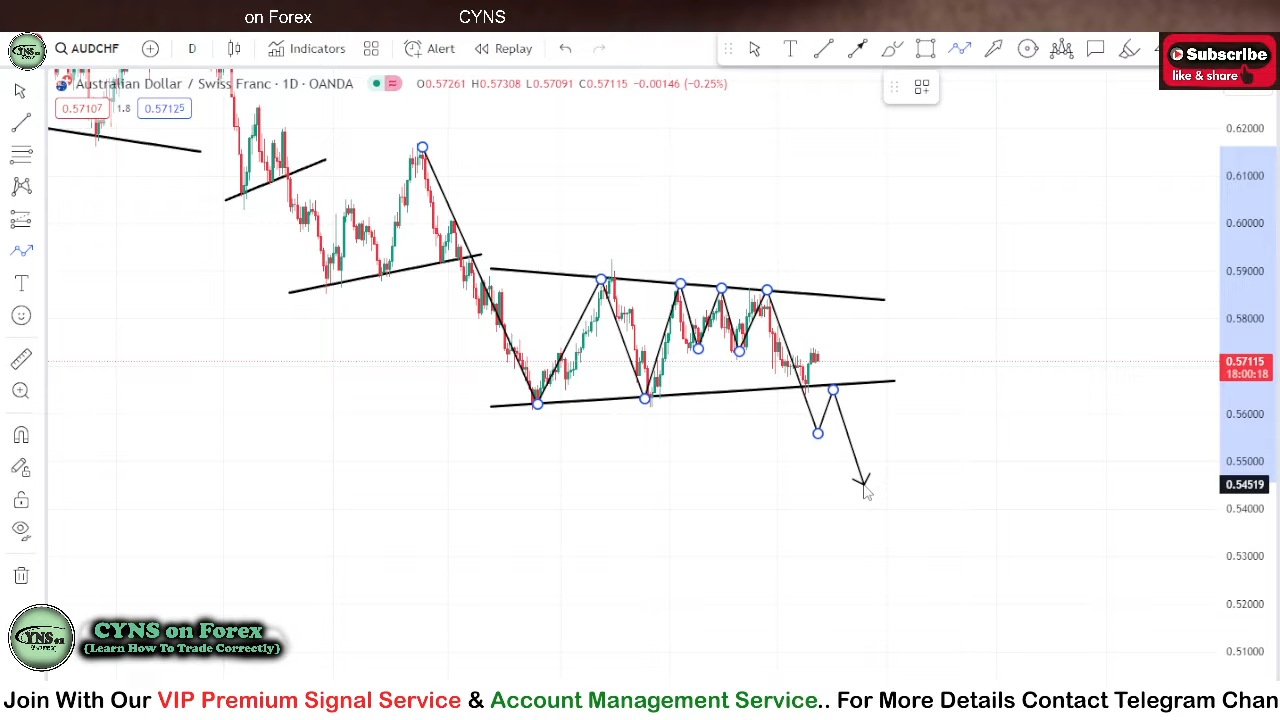 on Forex CYNS
AUDCHF D Indicators Alert Replay
Subscribe
like & share
Australian Dollar / Swiss Franc · 1D · OANDA O0.57261 H0.57308 L0.57091 C0.57115 −0.00146 (−0.25%)
0.57107 1.8 0.57125
0.62000
0.61000
0.60000
0.59000
0.58000
0.57115
18:00:18
0.56000
0.55000
0.54519
0.54000
0.53000
0.52000
0.51000
CYNS on Forex
{Learn How To Trade Correctly}
Join With Our VIP Premium Signal Service & Account Management Service.. For More Details Contact Telegram Chan